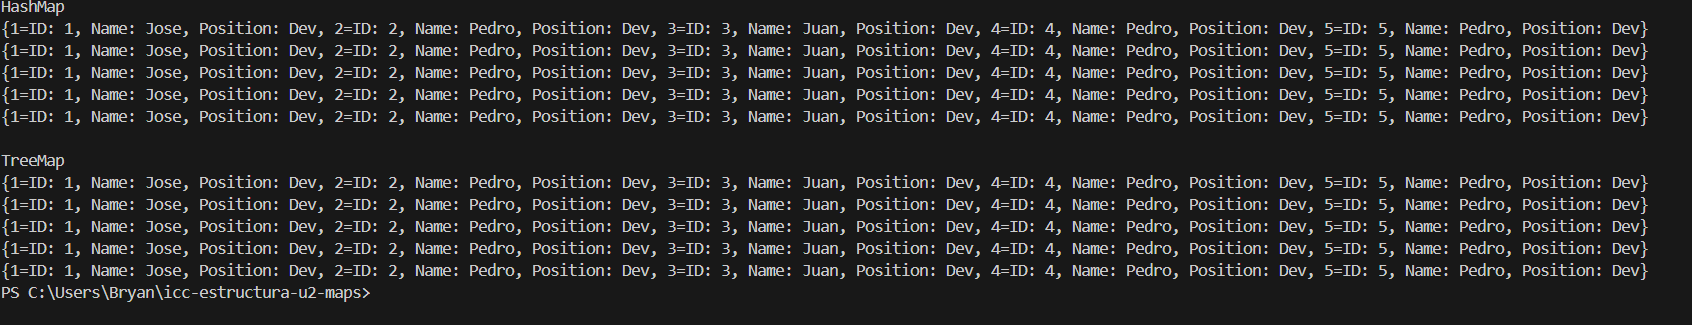 HashMap
{1=ID: 1, Name: Jose, Position: Dev, 2=ID: 2, Name: Pedro, Position: Dev, 3=ID: 3, Name: Juan, Position: Dev, 4=ID: 4, Name: Pedro, Position: Dev, 5=ID: 5, Name: Pedro, Position: Dev}
{1=ID: 1, Name: Jose, Position: Dev, 2=ID: 2, Name: Pedro, Position: Dev, 3=ID: 3, Name: Juan, Position: Dev, 4=ID: 4, Name: Pedro, Position: Dev, 5=ID: 5, Name: Pedro, Position: Dev}
{1=ID: 1, Name: Jose, Position: Dev, 2=ID: 2, Name: Pedro, Position: Dev, 3=ID: 3, Name: Juan, Position: Dev, 4=ID: 4, Name: Pedro, Position: Dev, 5=ID: 5, Name: Pedro, Position: Dev}
{1=ID: 1, Name: Jose, Position: Dev, 2=ID: 2, Name: Pedro, Position: Dev, 3=ID: 3, Name: Juan, Position: Dev, 4=ID: 4, Name: Pedro, Position: Dev, 5=ID: 5, Name: Pedro, Position: Dev}
{1=ID: 1, Name: Jose, Position: Dev, 2=ID: 2, Name: Pedro, Position: Dev, 3=ID: 3, Name: Juan, Position: Dev, 4=ID: 4, Name: Pedro, Position: Dev, 5=ID: 5, Name: Pedro, Position: Dev}
TreeMap
{1=ID: 1, Name: Jose, Position: Dev, 2=ID: 2, Name: Pedro, Position: Dev, 3=ID: 3, Name: Juan, Position: Dev, 4=ID: 4, Name: Pedro, Position: Dev, 5=ID: 5, Name: Pedro, Position: Dev}
{1=ID: 1, Name: Jose, Position: Dev, 2=ID: 2, Name: Pedro, Position: Dev, 3=ID: 3, Name: Juan, Position: Dev, 4=ID: 4, Name: Pedro, Position: Dev, 5=ID: 5, Name: Pedro, Position: Dev}
{1=ID: 1, Name: Jose, Position: Dev, 2=ID: 2, Name: Pedro, Position: Dev, 3=ID: 3, Name: Juan, Position: Dev, 4=ID: 4, Name: Pedro, Position: Dev, 5=ID: 5, Name: Pedro, Position: Dev}
{1=ID: 1, Name: Jose, Position: Dev, 2=ID: 2, Name: Pedro, Position: Dev, 3=ID: 3, Name: Juan, Position: Dev, 4=ID: 4, Name: Pedro, Position: Dev, 5=ID: 5, Name: Pedro, Position: Dev}
{1=ID: 1, Name: Jose, Position: Dev, 2=ID: 2, Name: Pedro, Position: Dev, 3=ID: 3, Name: Juan, Position: Dev, 4=ID: 4, Name: Pedro, Position: Dev, 5=ID: 5, Name: Pedro, Position: Dev}
PS C:\Users\Bryan\icc-estructura-u2-maps>